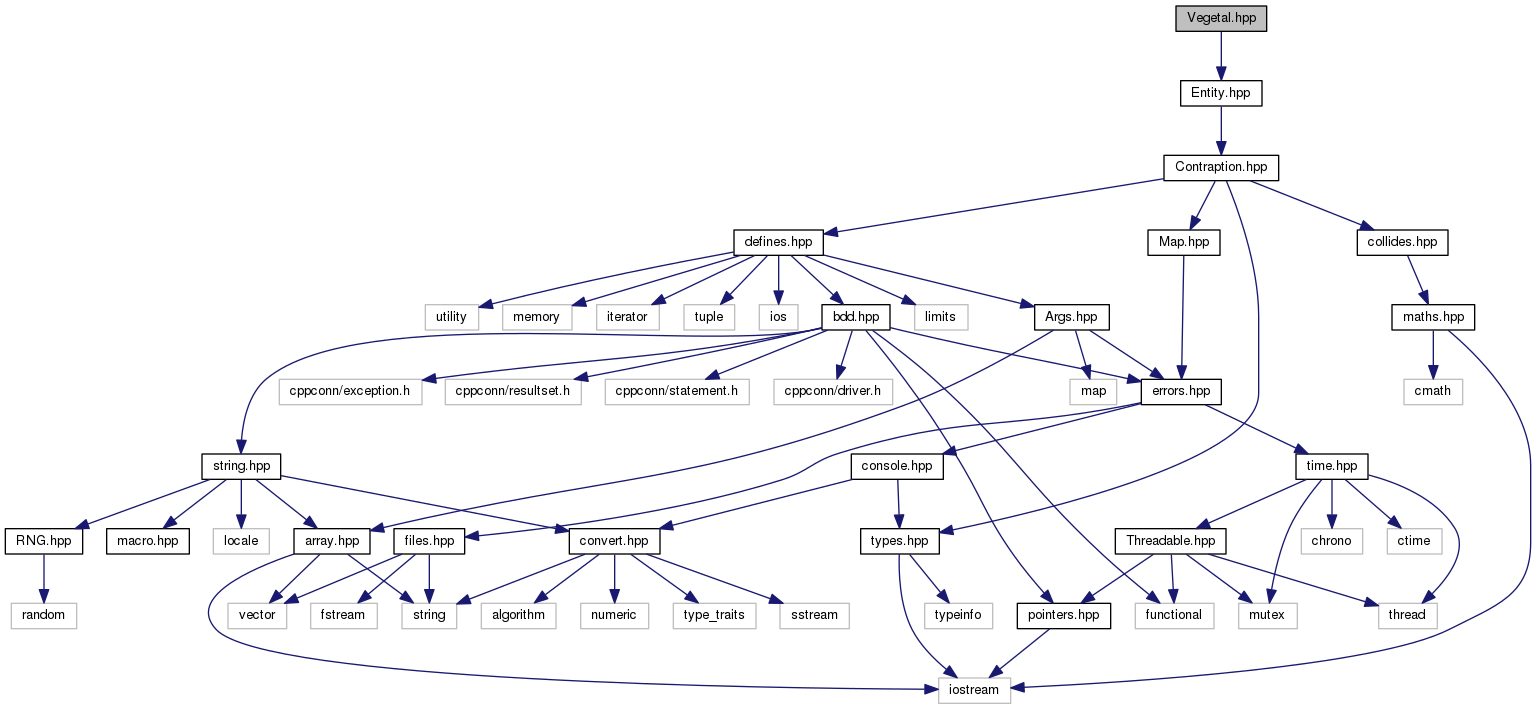 Vegetal.hpp
Entity.hpp
Contraption.hpp
defines.hpp
Map.hpp
collides.hpp
utility
memory
iterator
tuple
ios
bdd.hpp
limits
Args.hpp
maths.hpp
cppconn/exception.h
cppconn/resultset.h
cppconn/statement.h
cppconn/driver.h
map
errors.hpp
cmath
string.hpp
console.hpp
time.hpp
RNG.hpp
macro.hpp
locale
array.hpp
files.hpp
convert.hpp
types.hpp
Threadable.hpp
chrono
ctime
random
vector
fstream
string
algorithm
numeric
type_traits
sstream
typeinfo
pointers.hpp
functional
mutex
thread
iostream